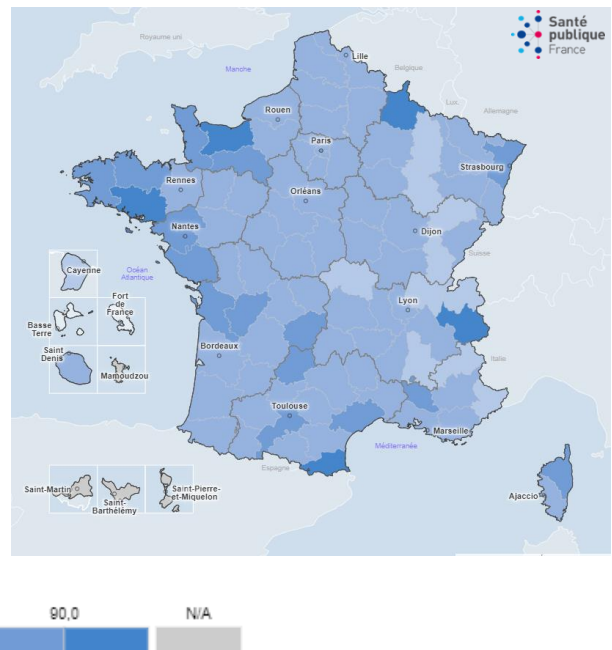 Santé
publique
France
Royaume uni
Lille
Belgique
Manche
Lux.
Allemagne
Rouen
Paris
Strasbourg
Rennes
Orléans
Nantes
Dijon
Suisse
Cayenne
Océan
Atlantique
Fort
de
France
Lyon
Basse
Terre
Saint
Denis
Bordeaux
Italie
Mamoudzou
Toulouse
Marseille
Méditerranée
Espagne
Saint-Martin
Saint-
Barthélémy
Saint-Pierre-
et-Miquelon
Ajaccio
90,0 N/A